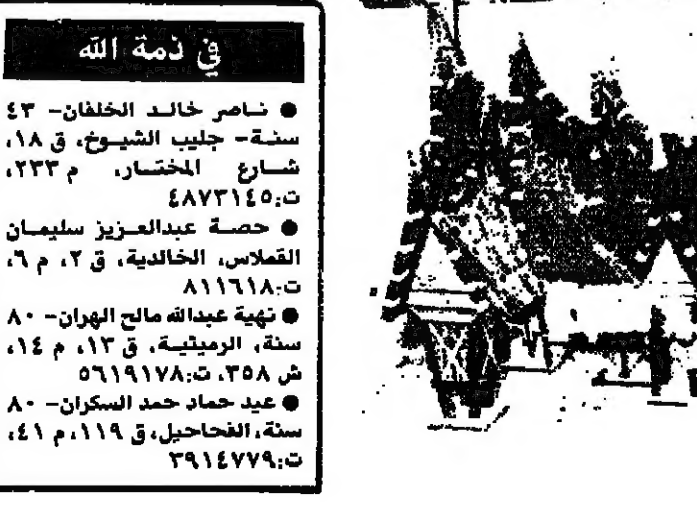 في ذمة الله
● ناصر خالد الخلفان- ٤٣
سنة- جليب الشيوخ، ق ١٨،
شارع المختار، م ٢٣٣،
ت:٤٨٧٣١٤٥
● حصة عبدالعزيز سليمان
القملاس، الخالدية، ق ٢، م ٦،
ت:٨١١٦١٨
● نهية عبدالله مالح الهران- ٨٠
سنة، الرميثية، ق ١٣، م ١٤،
ش ٣٥٨، ت:٥٦١٩١٧٨
● عيد حماد حمد السكران- ٨٠
سنة، الفحاحيل، ق ١١٩، م ٤١،
ت:٣٩١٤٧٧٩